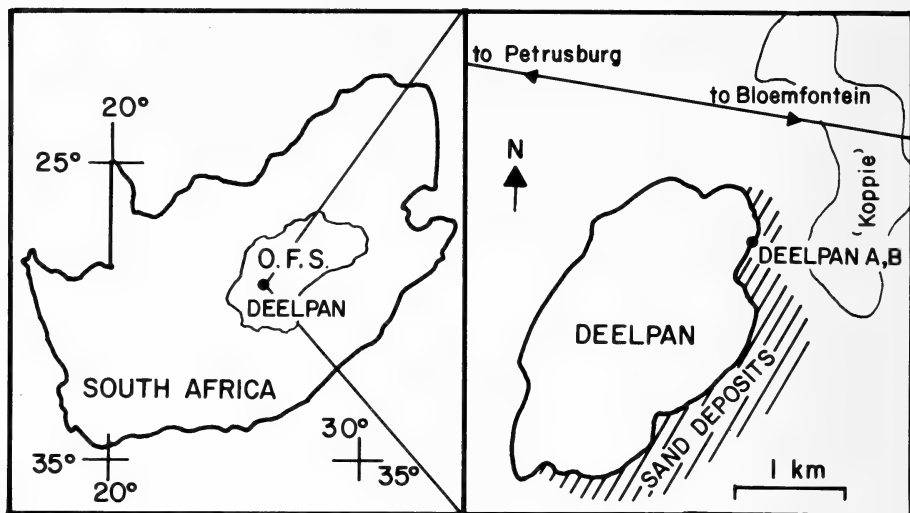 20°
25°
O. F. S.
DEELPAN
SOUTH AFRICA
30°
35°
35°
20°
to Petrusburg
to Bloemfontein
N
'Koppie'
DEELPAN A,B
DEELPAN
SAND DEPOSITS
1 km